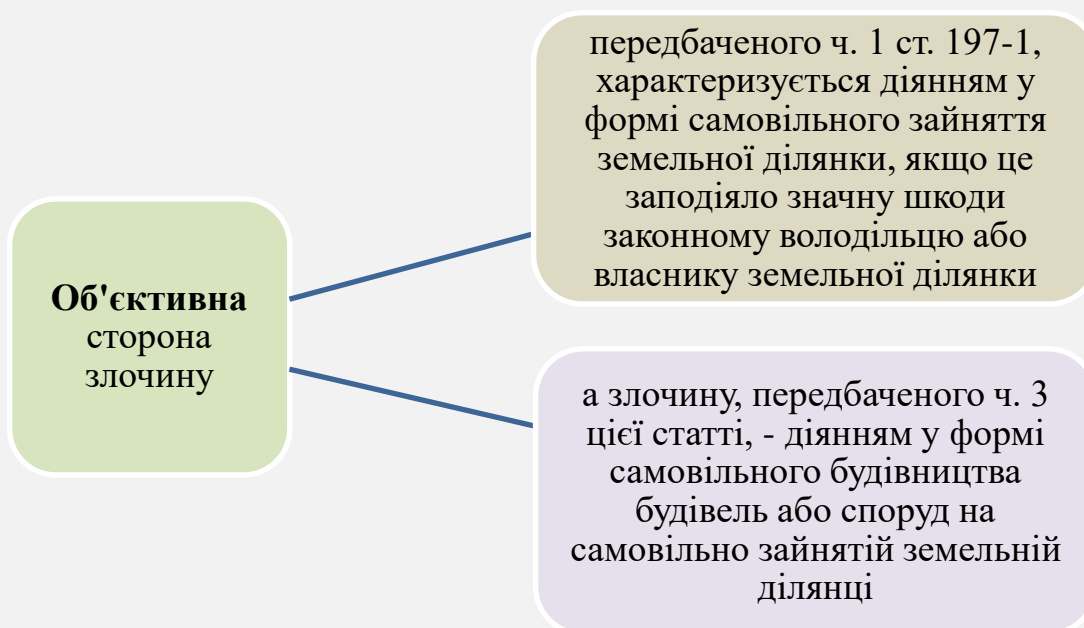 Об'єктивна
сторона
злочину
передбаченого ч. 1 ст. 197-1,
характеризується діянням у
формі самовільного зайняття
земельної ділянки, якщо це
заподіяло значну шкоди
законному володільцю або
власнику земельної ділянки
а злочину, передбаченого ч. 3
цієї статті, - діянням у формі
самовільного будівництва
будівель або споруд на
самовільно зайнятій земельній
ділянці